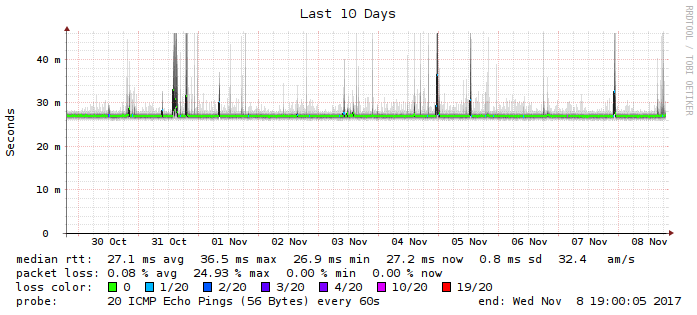 Last 10 Days
RRDTOOL / TOBI OETIKER
Seconds
40 m
30 m
20 m
10 m
0
30 Oct 31 Oct 01 Nov 02 Nov 03 Nov 04 Nov 05 Nov 06 Nov 07 Nov 08 Nov
median rtt: 27.1 ms avg 36.5 ms max 26.9 ms min 27.2 ms now 0.8 ms sd 32.4 am/s
packet loss: 0.08 % avg 24.93 % max 0.00 % min 0.00 % now
loss color: 0 1/20 2/20 3/20 4/20 10/20 19/20
probe: 20 ICMP Echo Pings (56 Bytes) every 60s end: Wed Nov 8 19:00:05 2017